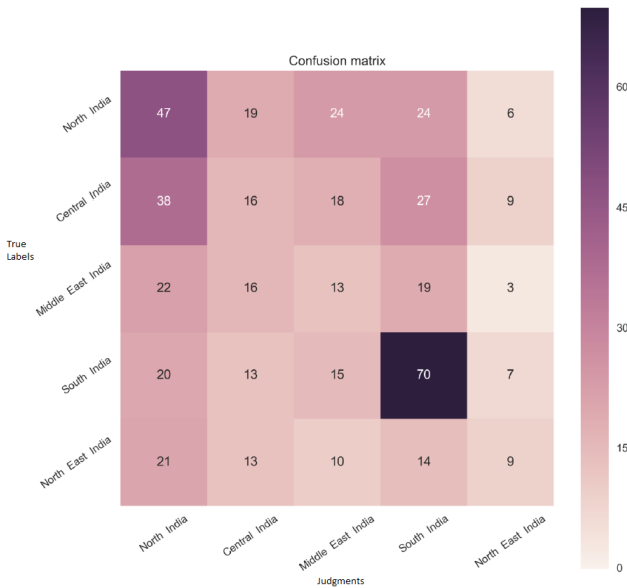 Confusion matrix
North India 47 19 24 24 6
Central India 38 16 18 27 9
Middle East India 22 16 13 19 3
South India 20 13 15 70 7
North East India 21 13 10 14 9
True
Labels
North India Central India Middle East India South India North East India
Judgments
60
45
30
15
0